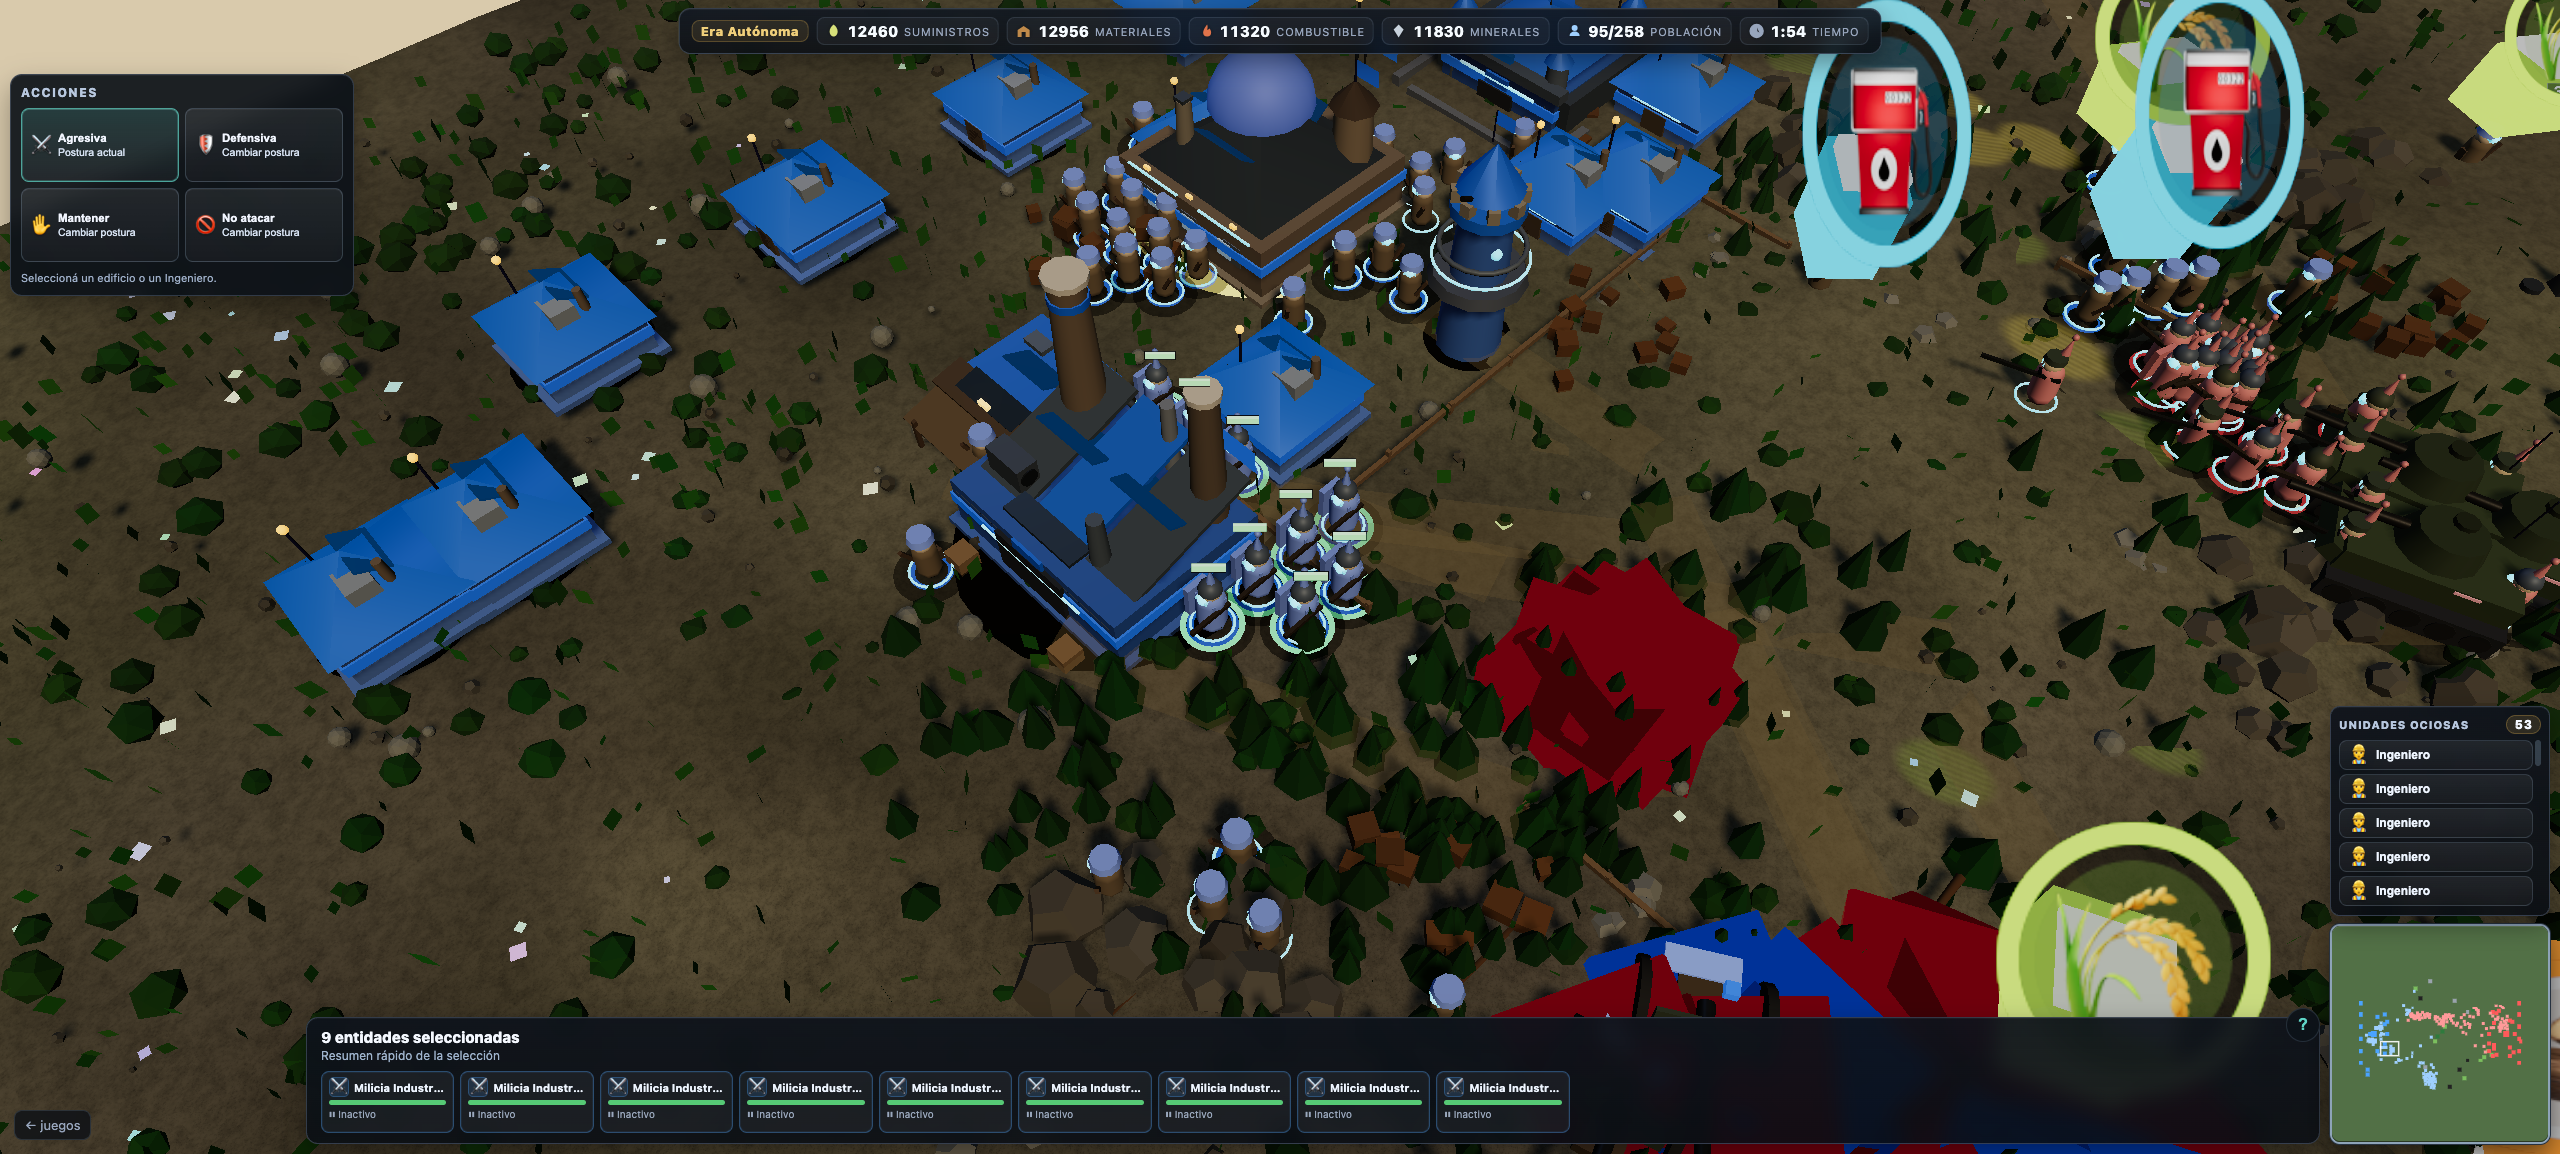 Era Autónoma
12460 SUMINISTROS
12956 MATERIALES
11320 COMBUSTIBLE
11830 MINERALES
95/258 POBLACIÓN
1:54 TIEMPO
ACCIONES
Agresiva
Postura actual
Defensiva
Cambiar postura
Mantener
Cambiar postura
No atacar
Cambiar postura
Seleccioná un edificio o un Ingeniero.
UNIDADES OCIOSAS 53
Ingeniero
Ingeniero
Ingeniero
Ingeniero
Ingeniero
9 entidades seleccionadas
Resumen rápido de la selección
?
Milicia Industr...
Inactivo
Milicia Industr...
Inactivo
Milicia Industr...
Inactivo
Milicia Industr...
Inactivo
Milicia Industr...
Inactivo
Milicia Industr...
Inactivo
Milicia Industr...
Inactivo
Milicia Industr...
Inactivo
Milicia Industr...
Inactivo
← juegos